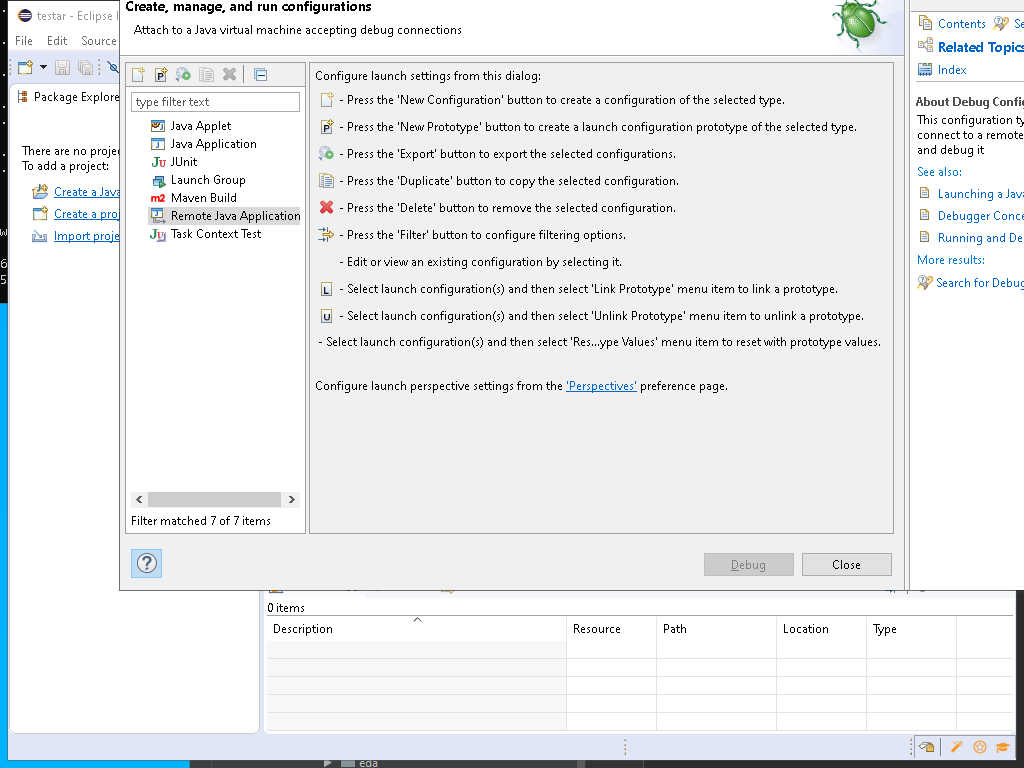 Create, manage, and run configurations
Attach to a Java virtual machine accepting debug connections
testar - Eclipse
File Edit Source
Package Explore
There are no proje
To add a project:
Create a Java
Create a proj
Import proje
type filter text
Java Applet
Java Application
JUnit
Launch Group
Maven Build
Remote Java Application
Task Context Test
Filter matched 7 of 7 items
Configure launch settings from this dialog:
- Press the 'New Configuration' button to create a configuration of the selected type.
- Press the 'New Prototype' button to create a launch configuration prototype of the selected type.
- Press the 'Export' button to export the selected configurations.
- Press the 'Duplicate' button to copy the selected configuration.
- Press the 'Delete' button to remove the selected configuration.
- Press the 'Filter' button to configure filtering options.
- Edit or view an existing configuration by selecting it.
- Select launch configuration(s) and then select 'Link Prototype' menu item to link a prototype.
- Select launch configuration(s) and then select 'Unlink Prototype' menu item to unlink a prototype.
- Select launch configuration(s) and then select 'Res...ype Values' menu item to reset with prototype values.
Configure launch perspective settings from the 'Perspectives' preference page.
Debug Close
Contents Se
Related Topics
Index
About Debug Config
This configuration ty
connect to a remote
and debug it
See also:
Launching a Java
Debugger Conce
Running and De
More results:
Search for Debug
0 items
Description Resource Path Location Type
eda